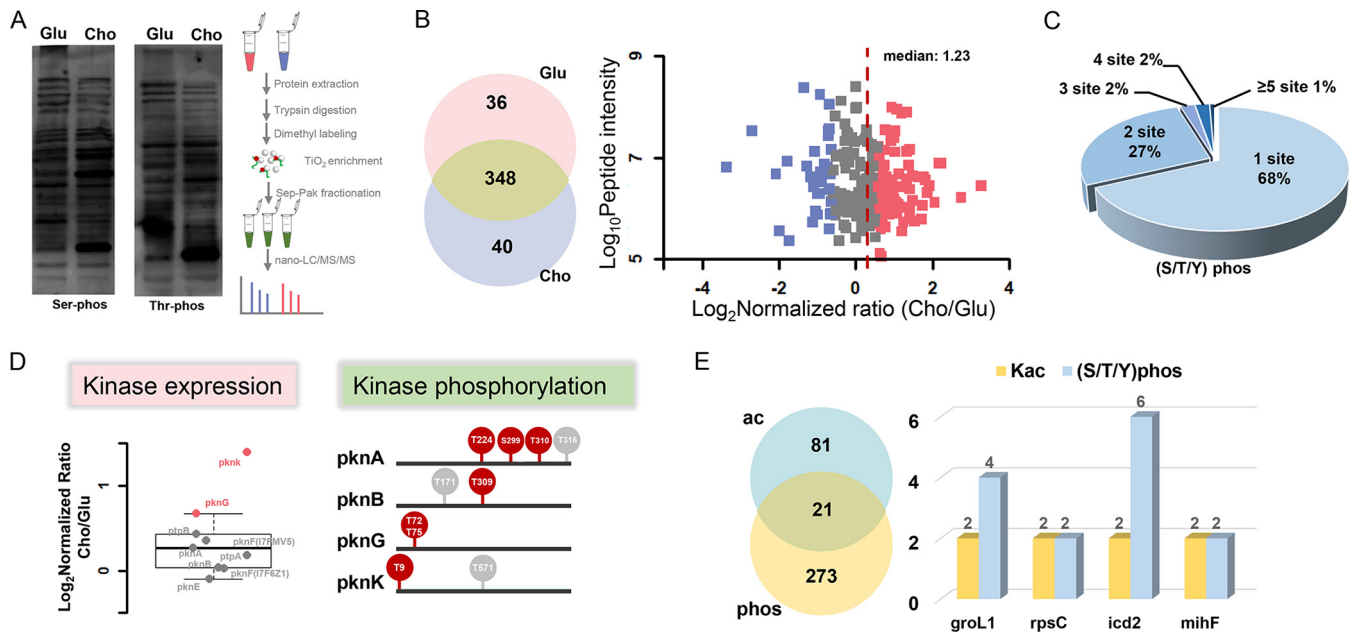 A
Glu Cho Glu Cho
Ser-phos Thr-phos
Protein extraction
Trypsin digestion
Dimethyl labeling
TiO2 enrichment
Sep-Pak fractionation
nano-LC/MS/MS
B
Glu
36
348
40
Cho
median: 1.23
Log10Peptide intensity
9
7
5
-4 -2 0 2 4
Log2Normalized ratio (Cho/Glu)
C
4 site 2%
3 site 2%
≥5 site 1%
2 site
27%
1 site
68%
(S/T/Y) phos
D
Kinase expression
Log2Normalized Ratio
Cho/Glu
1
0
pknk
pknG
ptpB
pknF(I7FMV5)
pknA
ptpA
pknB
pknF(I7F6Z1)
pknE
Kinase phosphorylation
pknA
T224 S299 T310 T316
pknB
T171 T309
pknG
T72
T75
pknK
T9 T571
E
ac
81
21
273
phos
Kac (S/T/Y)phos
6
4
2
0
2 4 2 2 2 6 2 2
groL1 rpsC icd2 mihF